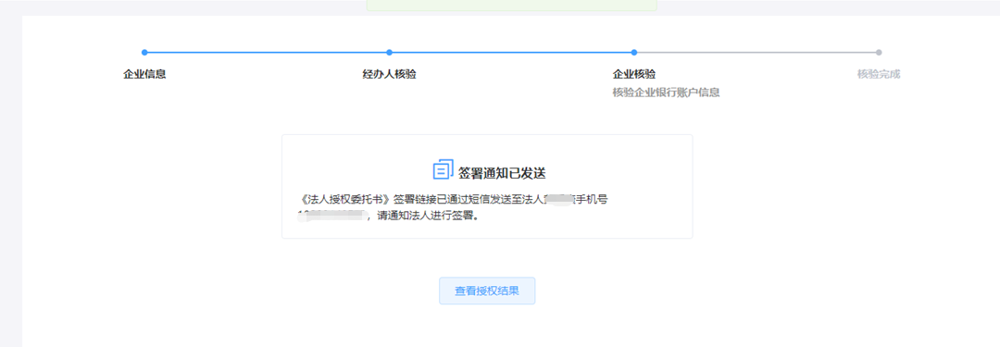 企业信息
经办人核验
企业核验
核验完成
核验企业银行账户信息
签署通知已发送
《法人授权委托书》签署链接已通过短信发送至法人手机号
，请通知法人进行签署。
查看授权结果